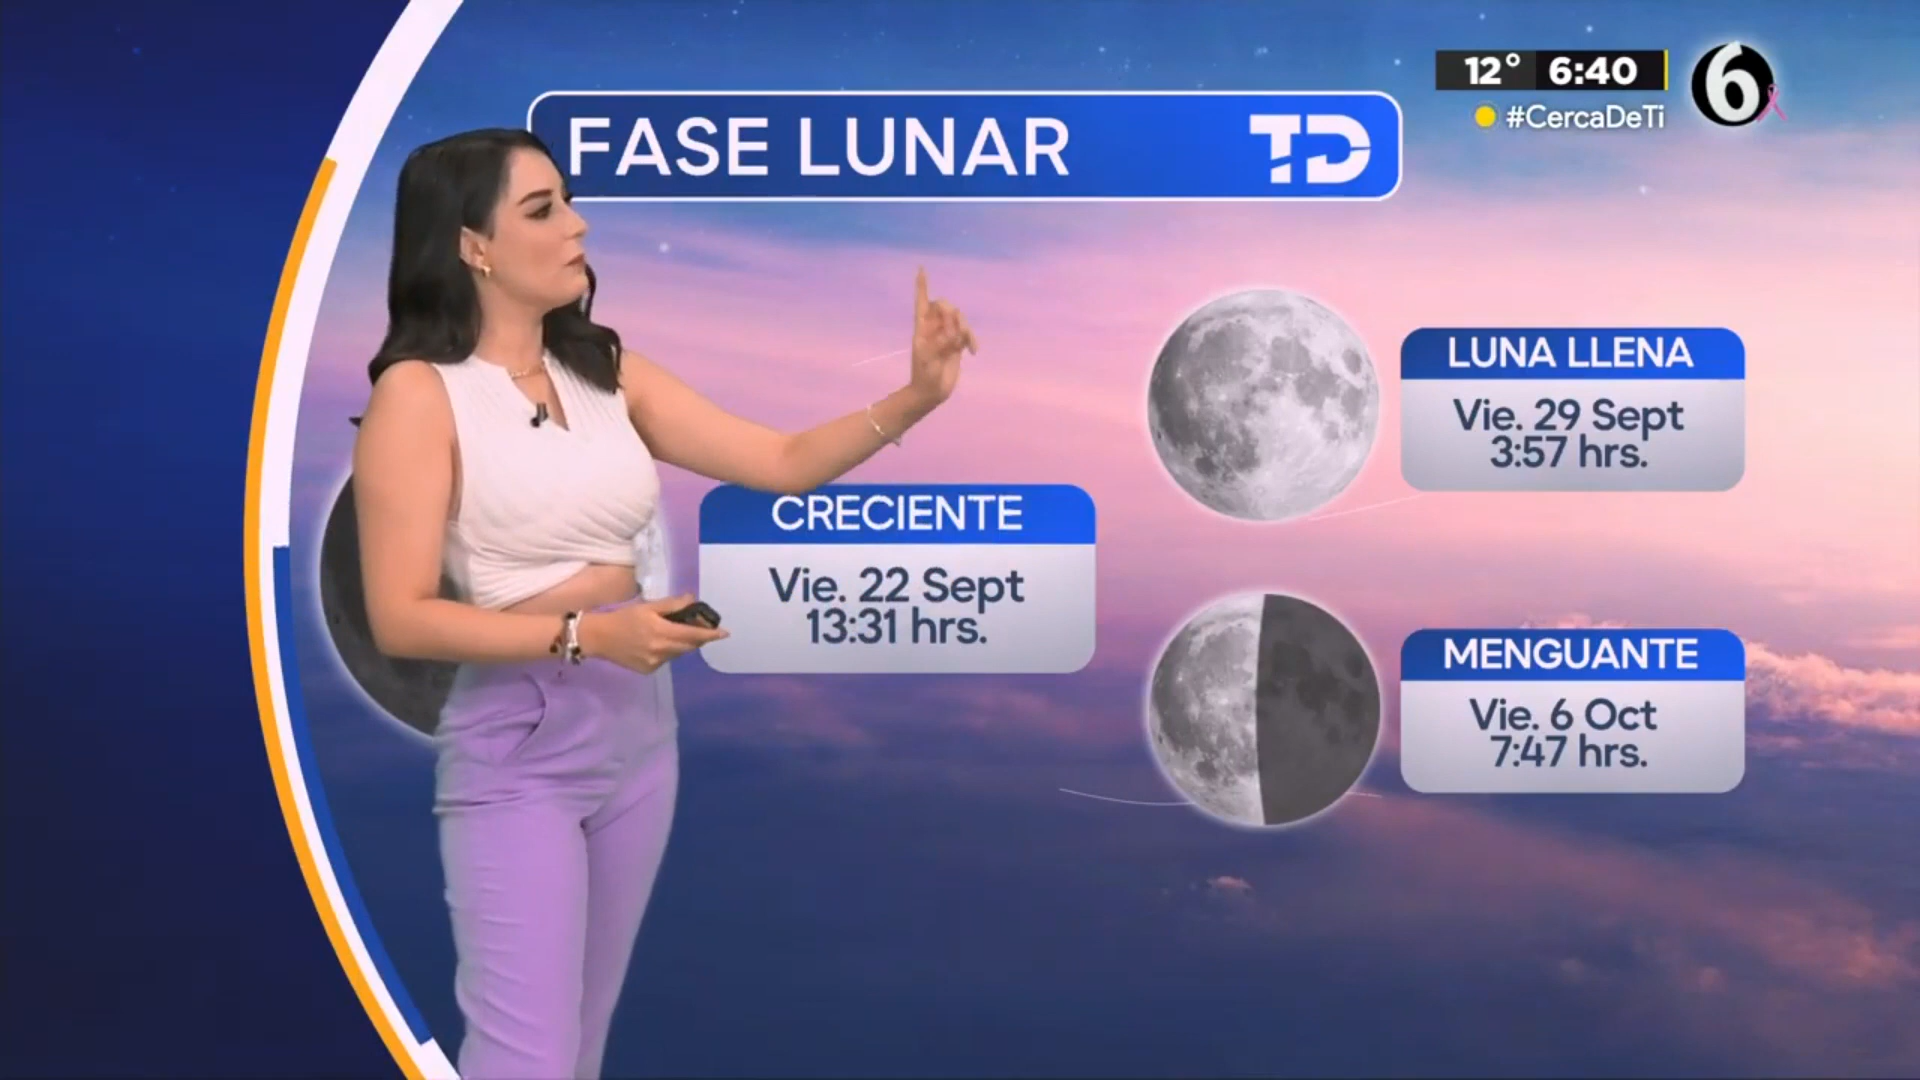 12° 6:40
#CercaDeTi
6
FASE LUNAR
TD
LUNA LLENA
Vie. 29 Sept
3:57 hrs.
CRECIENTE
Vie. 22 Sept
13:31 hrs.
MENGUANTE
Vie. 6 Oct
7:47 hrs.